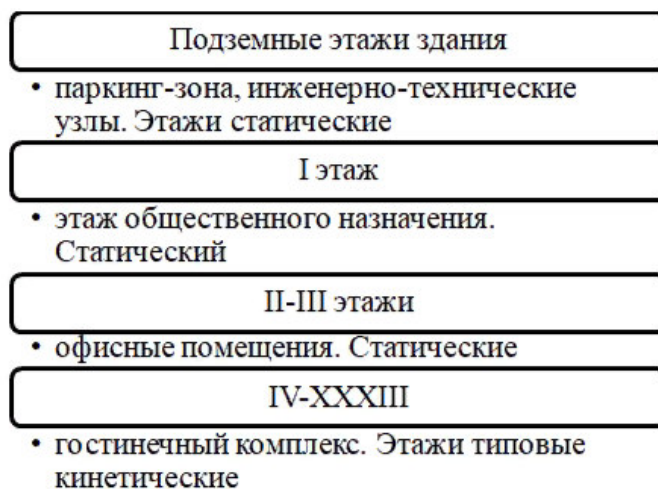 Подземные этажи здания
• паркинг-зона, инженерно-технические
узлы. Этажи статические
I этаж
• этаж общественного назначения.
Статический
II-III этажи
• офисные помещения. Статические
IV-XXXIII
• гостинечный комплекс. Этажи типовые
кинетические